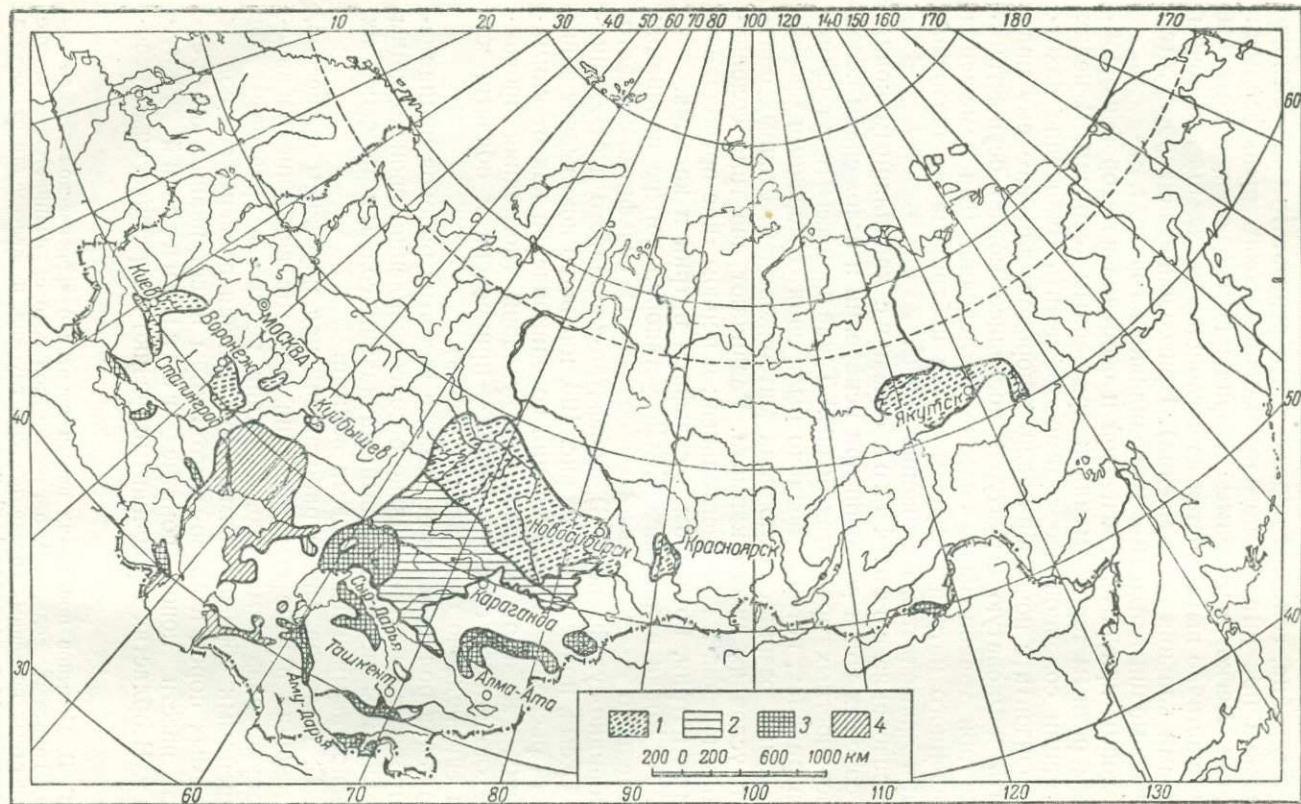 10 20 30 40 50 60 70 80 100 120 140 150 160 170 180 170
60
Киев
МОСКВА
Воронеж
Сталинград
Куйбышев
Якутск
40
50
Новосибирск
Красноярск
Караганда
Сыр-Дарья
40
30
Ташкент
Алма-Ата
Аму-Дарья
1 2 3 4
200 0 200 600 1000 км
60 70 80 90 100 110 120 130